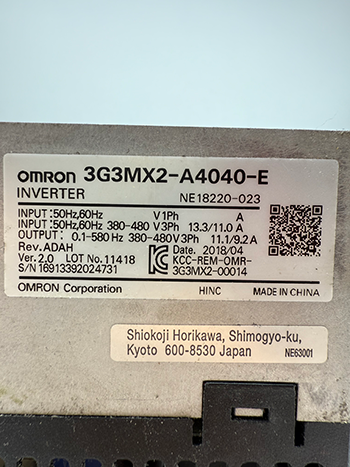 OMRON 3G3MX2-A4040-E
INVERTER NE18220-023
INPUT: 50Hz,60Hz V1Ph A
INPUT: 50Hz,60Hz 380-480 V3Ph 13.3/11.0 A
OUTPUT: 0.1-580 Hz 380-480V3Ph 11.1/9.2 A
Rev. ADAH Date. 2018/04
Ver. 2.0 LOT No. 11418 KCC-REM-OMR-
S/N 16913392024731 3G3MX2-00014
OMRON Corporation HINC MADE IN CHINA
Shiokoji Horikawa, Shimogyo-ku,
Kyoto 600-8530 Japan NE63001